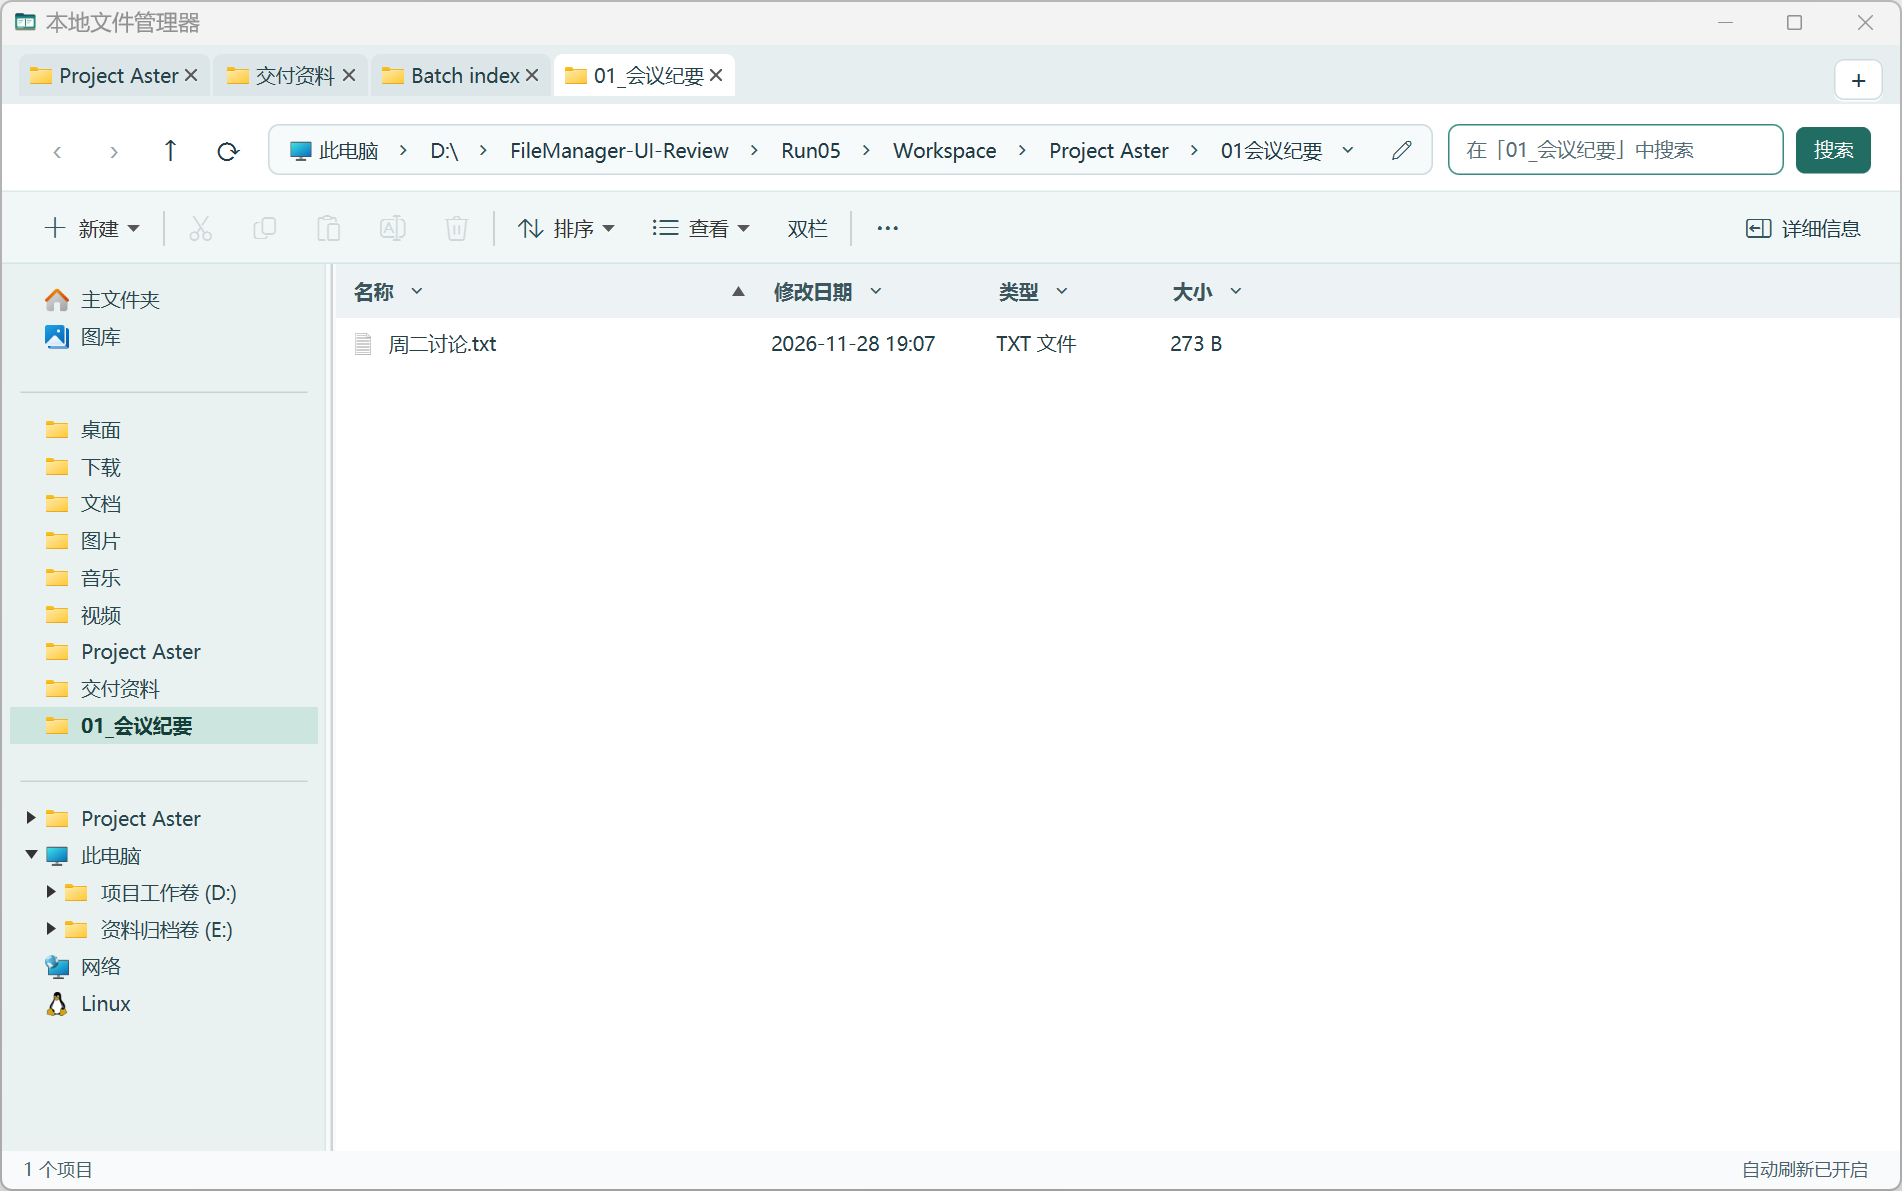 本地文件管理器
Project Aster
交付资料
Batch index
01_会议纪要
此电脑 › D:\ › FileManager-UI-Review › Run05 › Workspace › Project Aster › 01会议纪要
在「01_会议纪要」中搜索
搜索
新建
排序
查看
双栏
详细信息
主文件夹
图库
桌面
下载
文档
图片
音乐
视频
Project Aster
交付资料
01_会议纪要
Project Aster
此电脑
项目工作卷 (D:)
资料归档卷 (E:)
网络
Linux
名称 修改日期 类型 大小
周二讨论.txt 2026-11-28 19:07 TXT 文件 273 B
1 个项目
自动刷新已开启